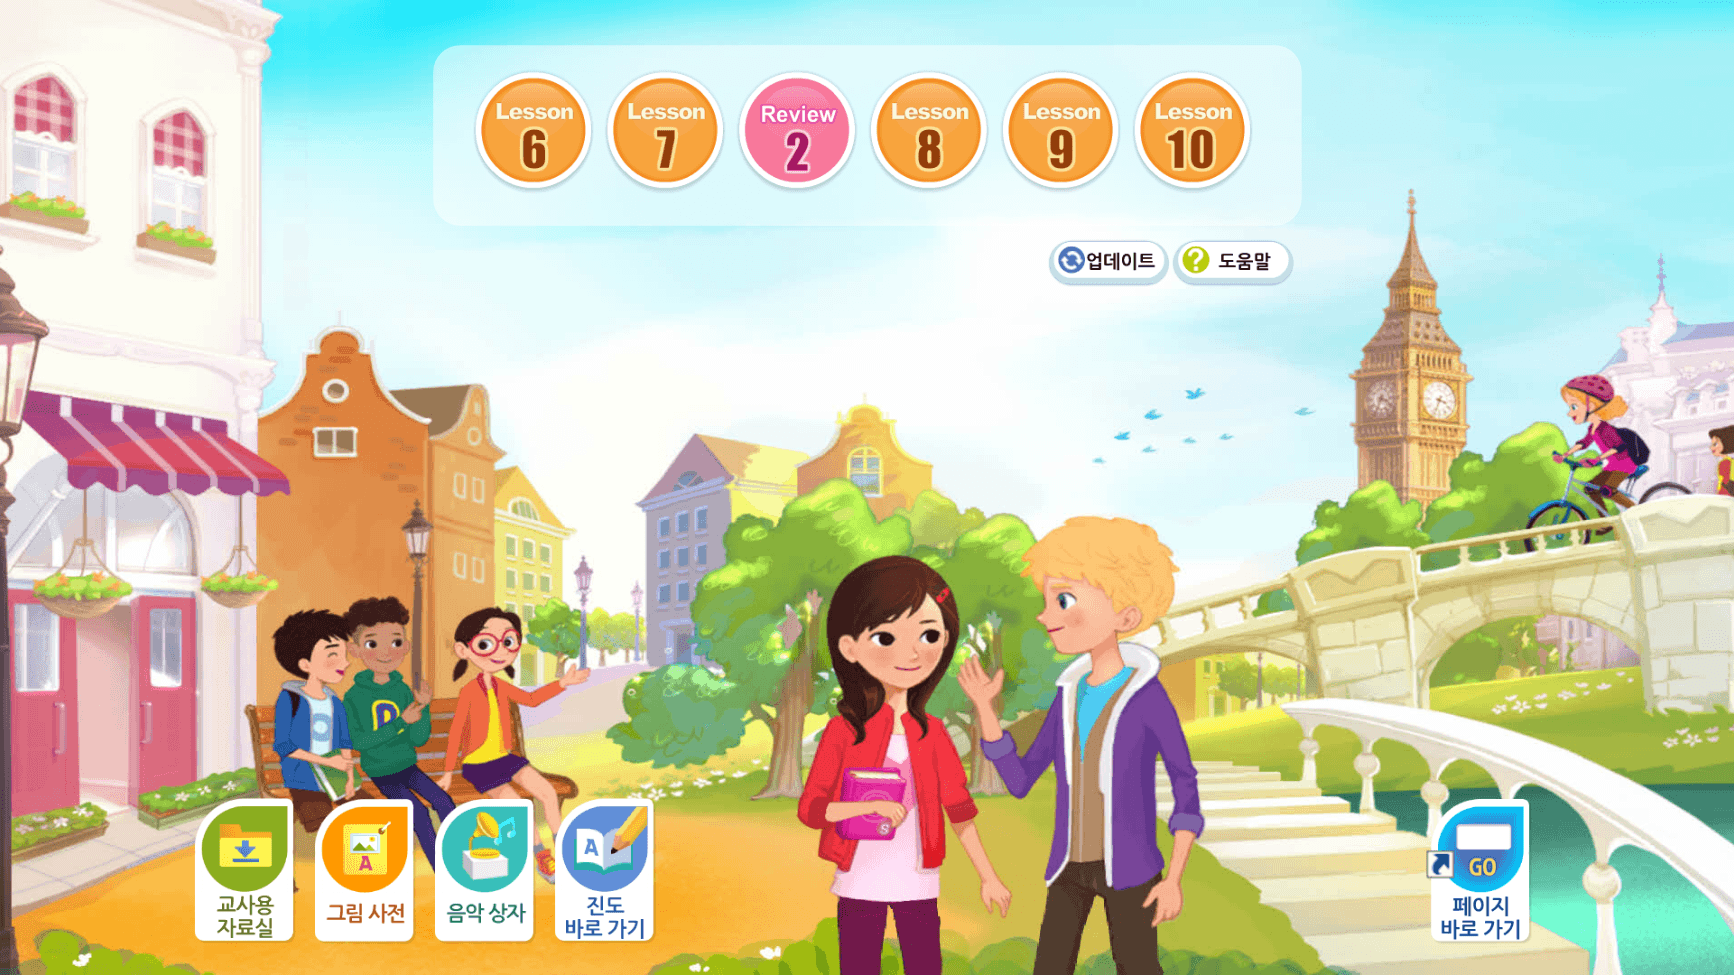 Lesson
6
Lesson
7
Review
2
Lesson
8
Lesson
9
Lesson
10
업데이트
? 도움말
D
S
교사용
자료실
A
그림 사전
음악 상자
A
진도
바로 가기
GO
페이지
바로 가기